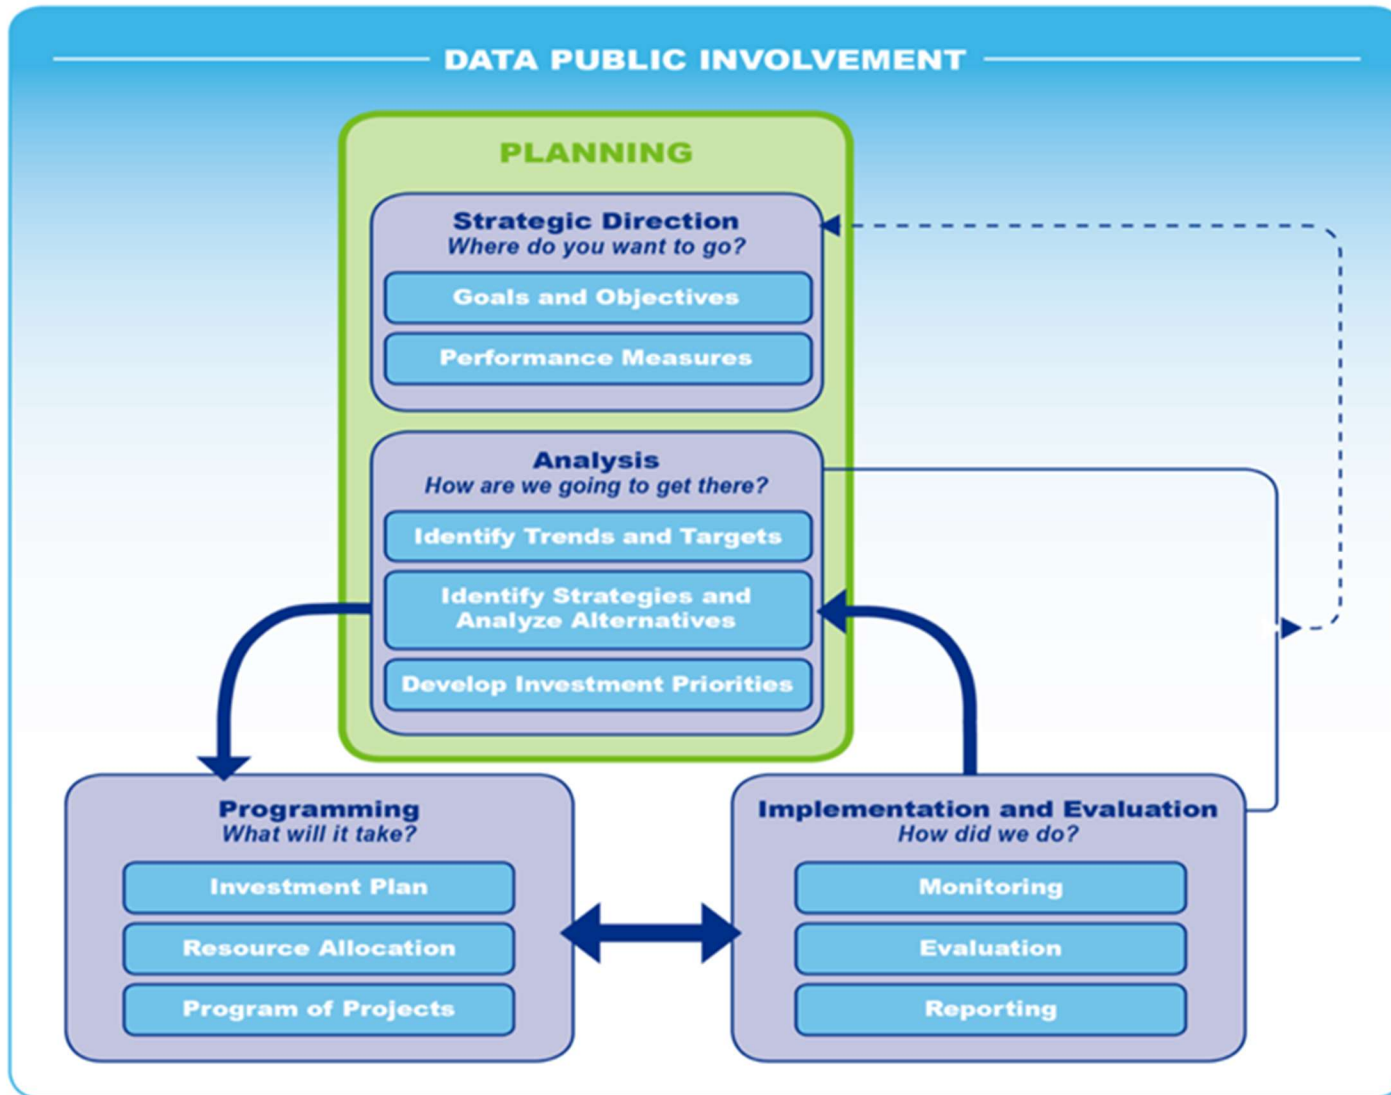 DATA PUBLIC INVOLVEMENT
PLANNING
Strategic Direction
Where do you want to go?
Goals and Objectives
Performance Measures
Analysis
How are we going to get there?
Identify Trends and Targets
Identify Strategies and
Analyze Alternatives
Develop Investment Priorities
Programming
What will it take?
Investment Plan
Resource Allocation
Program of Projects
Implementation and Evaluation
How did we do?
Monitoring
Evaluation
Reporting